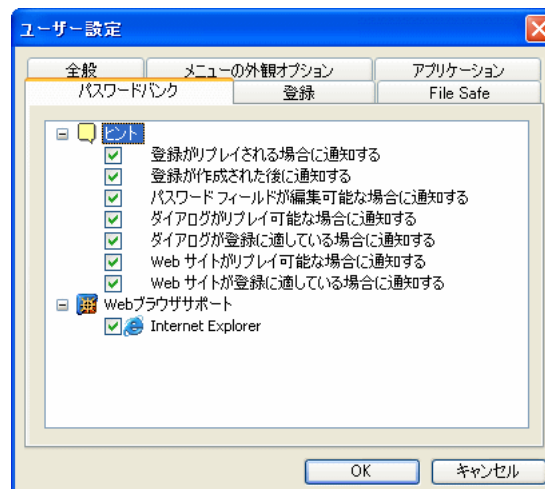 ユーザー設定
全般
メニューの外観オプション
アプリケーション
パスワードバンク
登録
File Safe
ヒント
登録がリプレイされる場合に通知する
登録が作成された後に通知する
パスワード フィールドが編集可能な場合に通知する
ダイアログがリプレイ可能な場合に通知する
ダイアログが登録に適している場合に通知する
Web サイトがリプレイ可能な場合に通知する
Web サイトが登録に適している場合に通知する
Webブラウザサポート
Internet Explorer
OK
キャンセル